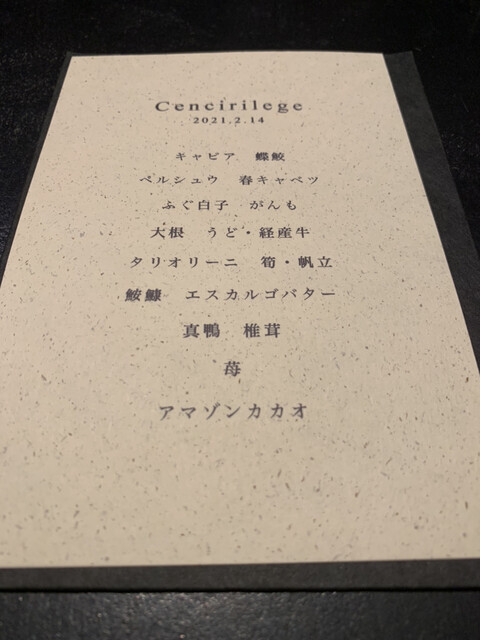 Cencirilege
2021.2.14
キャビア　蝶鮫
ペルシュウ　春キャベツ
ふぐ白子　がんも
大根　うど・経産牛
タリオリーニ　筍・帆立
鮟鱇　エスカルゴバター
真鴨　椎茸
苺
アマゾンカカオ